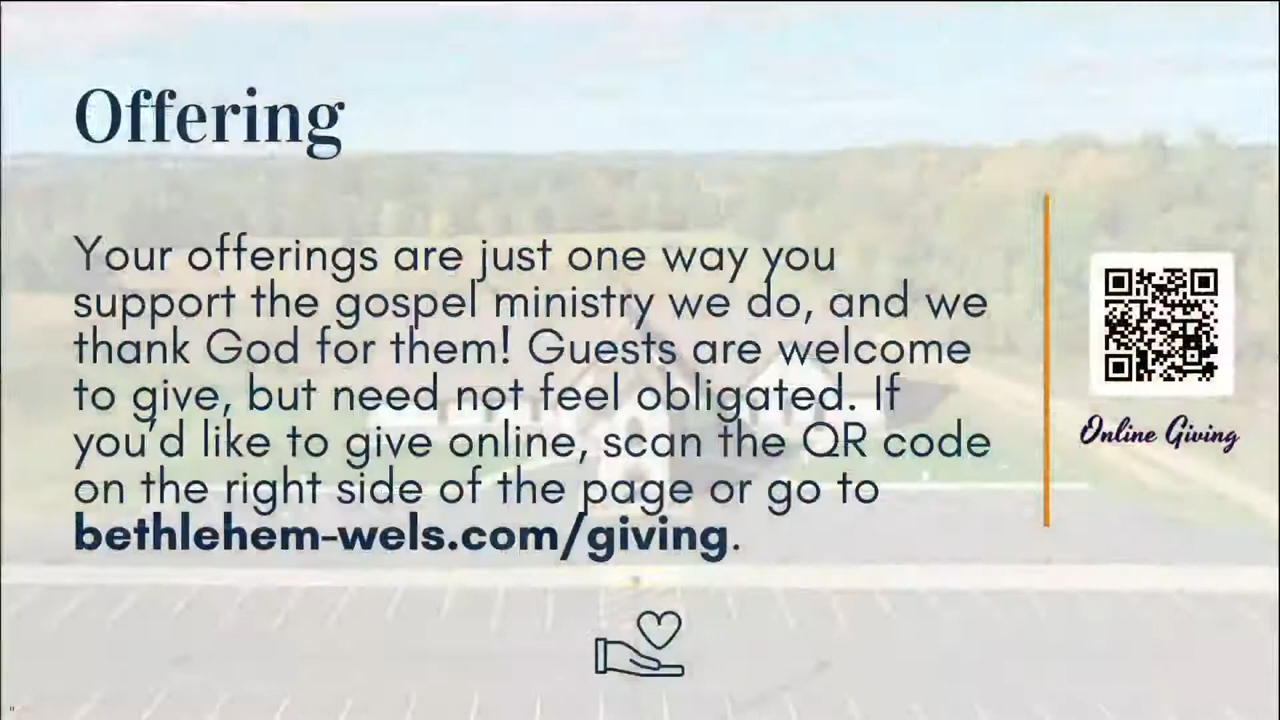 Offering
Your offerings are just one way you
support the gospel ministry we do, and we
thank God for them! Guests are welcome
to give, but need not feel obligated. If
you'd like to give online, scan the QR code
on the right side of the page or go to
bethlehem-wels.com/giving.
Online Giving